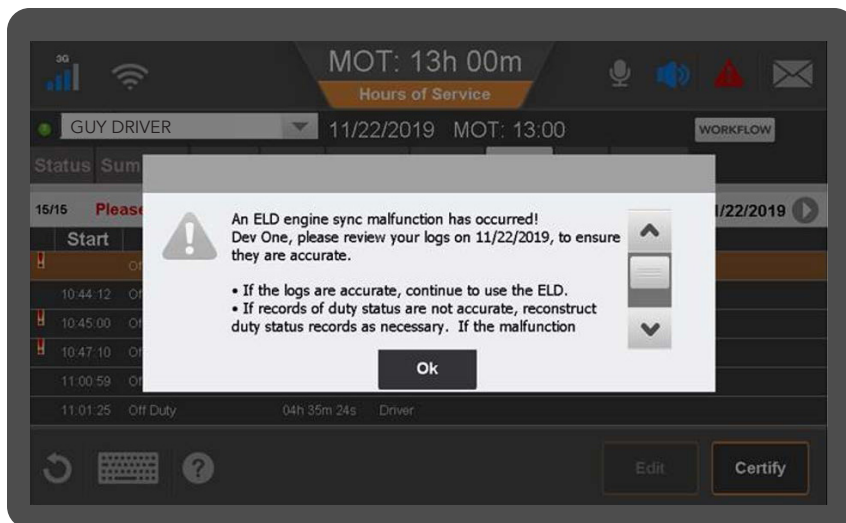 3G
MOT: 13h 00m
Hours of Service
GUY DRIVER
11/22/2019 MOT: 13:00
WORKFLOW
Status Sum
15/15 Please
1/22/2019
Start
An ELD engine sync malfunction has occurred!
Dev One, please review your logs on 11/22/2019, to ensure
they are accurate.
• If the logs are accurate, continue to use the ELD.
• If records of duty status are not accurate, reconstruct
duty status records as necessary. If the malfunction
Ok
Of
10:44:12 Of
10:45:00 Of
10:47:10 Of
11:00:59 Of
11:01:25 Off Duty 04h 35m 24s Driver
?
Edit
Certify